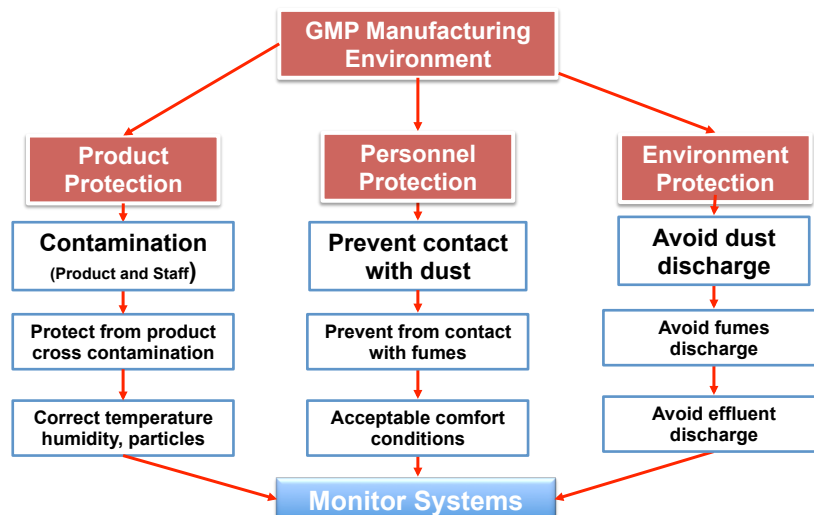 GMP Manufacturing
Environment
Product
Protection
Personnel
Protection
Environment
Protection
Contamination
(Product and Staff)
Prevent contact
with dust
Avoid dust
discharge
Protect from product
cross contamination
Prevent from contact
with fumes
Avoid fumes
discharge
Correct temperature
humidity, particles
Acceptable comfort
conditions
Avoid effluent
discharge
Monitor Systems